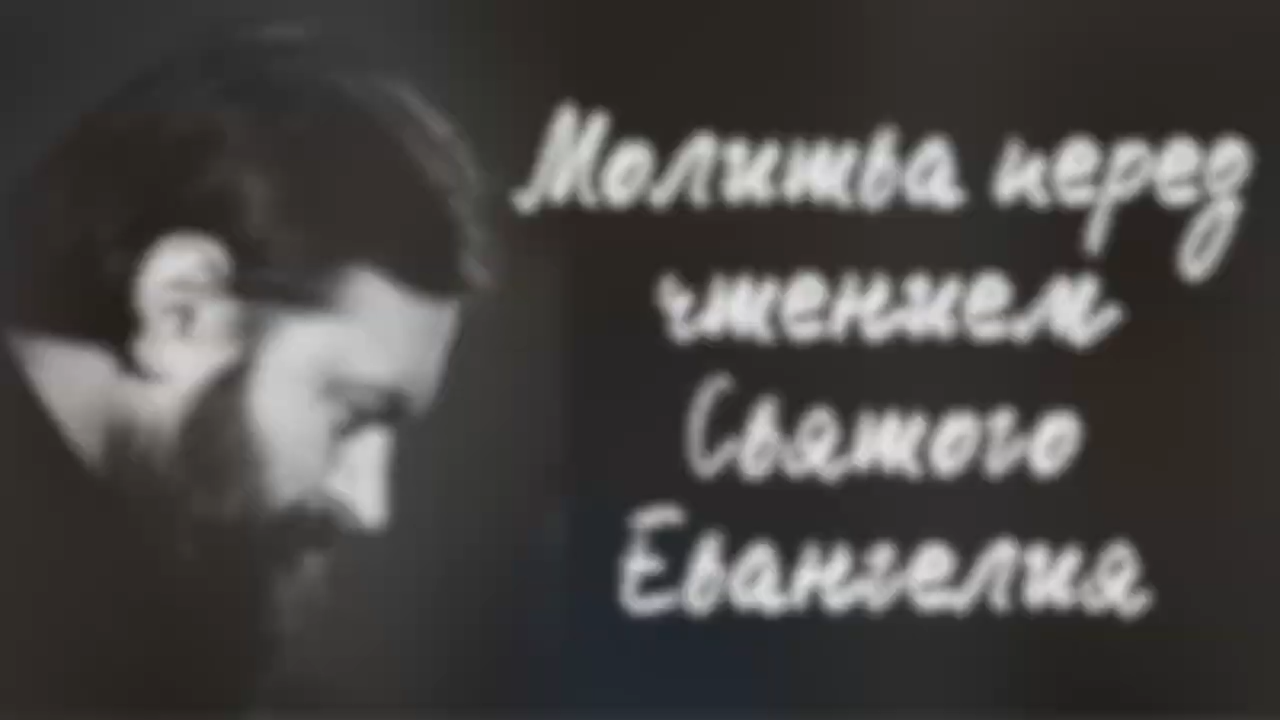 Молитва перед
чтением
Святого
Евангелия